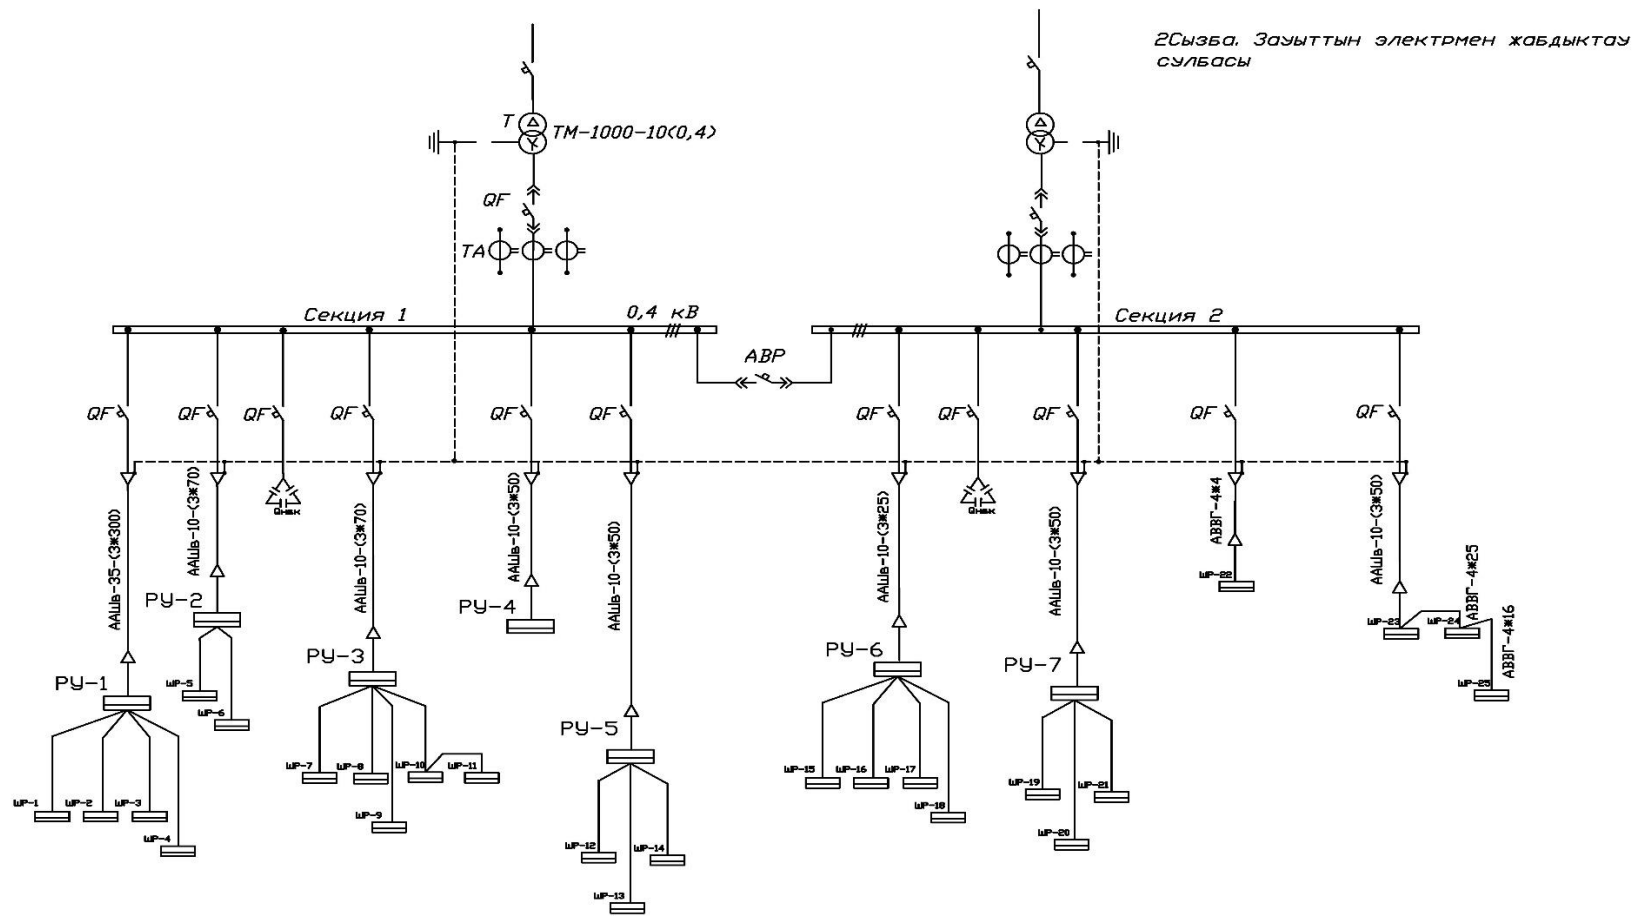 2Сызба. Зауыттын электрмен жабдыктау
сулбасы
Т
ТМ-1000-10(0,4)
QF
ТА
Секция 1
0,4 кВ
Секция 2
АВР
QF
QF
QF
QF
QF
QF
QF
QF
QF
QF
QF
ААШв-35-(3*300)
ААШв-10-(3*70)
Qнбк
ААШв-10-(3*70)
ААШв-10-(3*50)
ААШв-10-(3*50)
ААШв-10-(3*25)
Qнбк
ААШв-10-(3*50)
АВВГ-4*4
ААШв-10-(3*50)
АВВГ-4*25
АВВГ-4*16
РУ-1
РУ-2
РУ-3
РУ-4
РУ-5
РУ-6
РУ-7
ШР-1
ШР-2
ШР-3
ШР-4
ШР-5
ШР-6
ШР-7
ШР-8
ШР-9
ШР-10
ШР-11
ШР-12
ШР-13
ШР-14
ШР-15
ШР-16
ШР-17
ШР-18
ШР-19
ШР-20
ШР-21
ШР-22
ШР-23
ШР-24
ШР-25